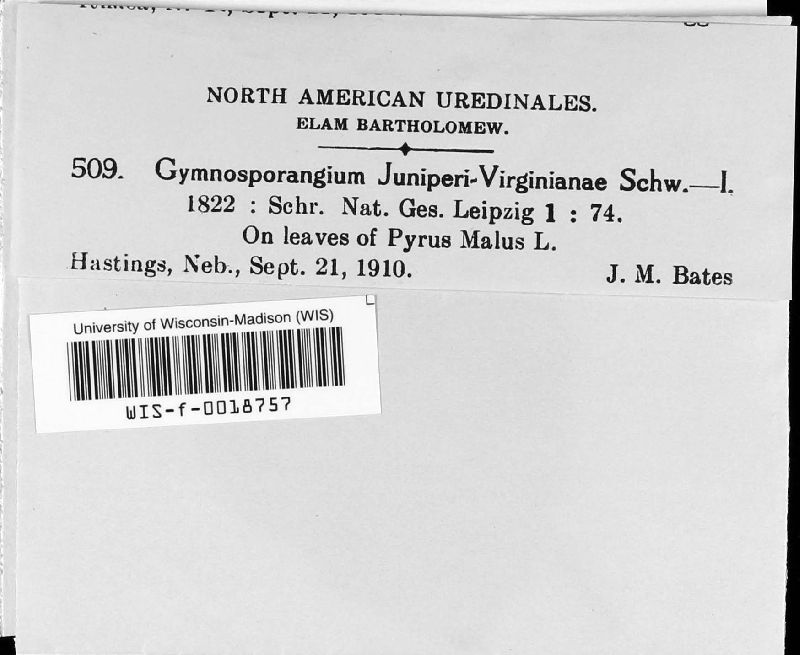 NORTH AMERICAN UREDINALES.
ELAM BARTHOLOMEW.
509. Gymnosporangium Juniperi-Virginianae Schw.—I.
1822 : Schr. Nat. Ges. Leipzig 1 : 74.
On leaves of Pyrus Malus L.
Hastings, Neb., Sept. 21, 1910. J. M. Bates
University of Wisconsin-Madison (WIS)
WIS-f-0018757